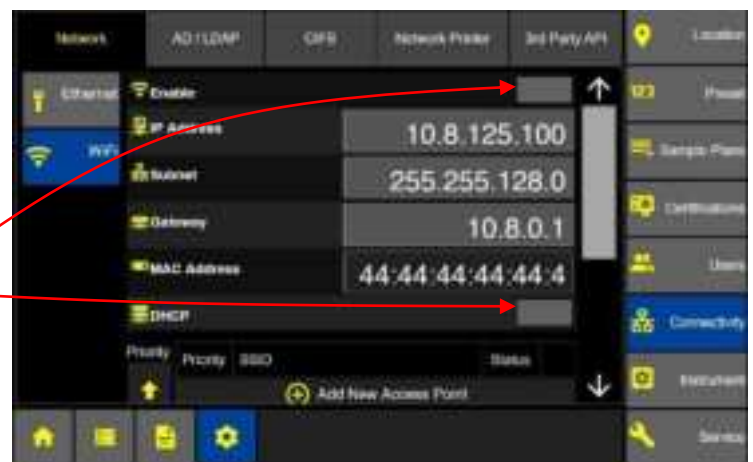 Network AD / LDAP CIFS Network Printer 3rd Party API Location
Ethernet Enable 123 Preset
WiFi IP Address 10.8.125.100 Sample Plans
Subnet 255.255.128.0
Gateway 10.8.0.1 Certifications
MAC Address 44:44:44:44:44:4 Users
DHCP Connectivity
Priority Priority SSID Status
Add New Access Point Instrument
Service